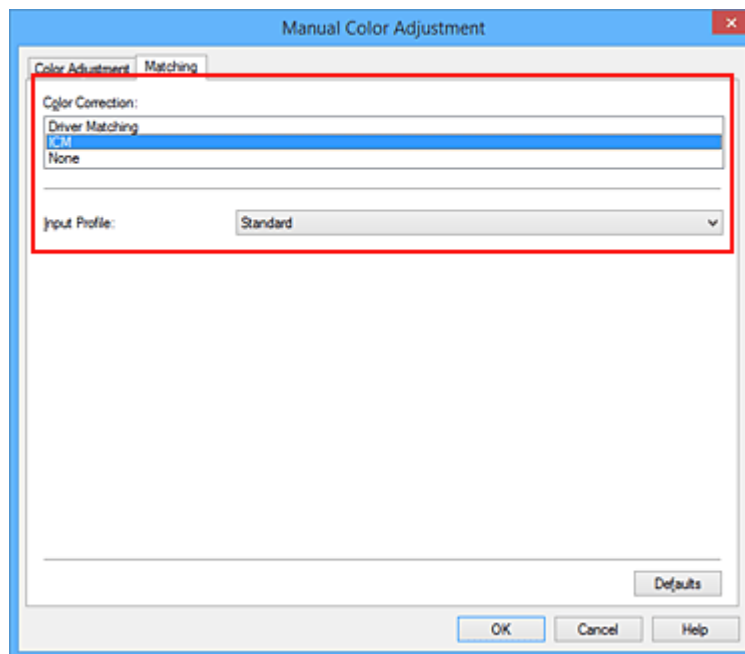 Manual Color Adjustment
Color Adjustment Matching
Color Correction:
Driver Matching
ICM
None
Input Profile: Standard
Defaults
OK Cancel Help